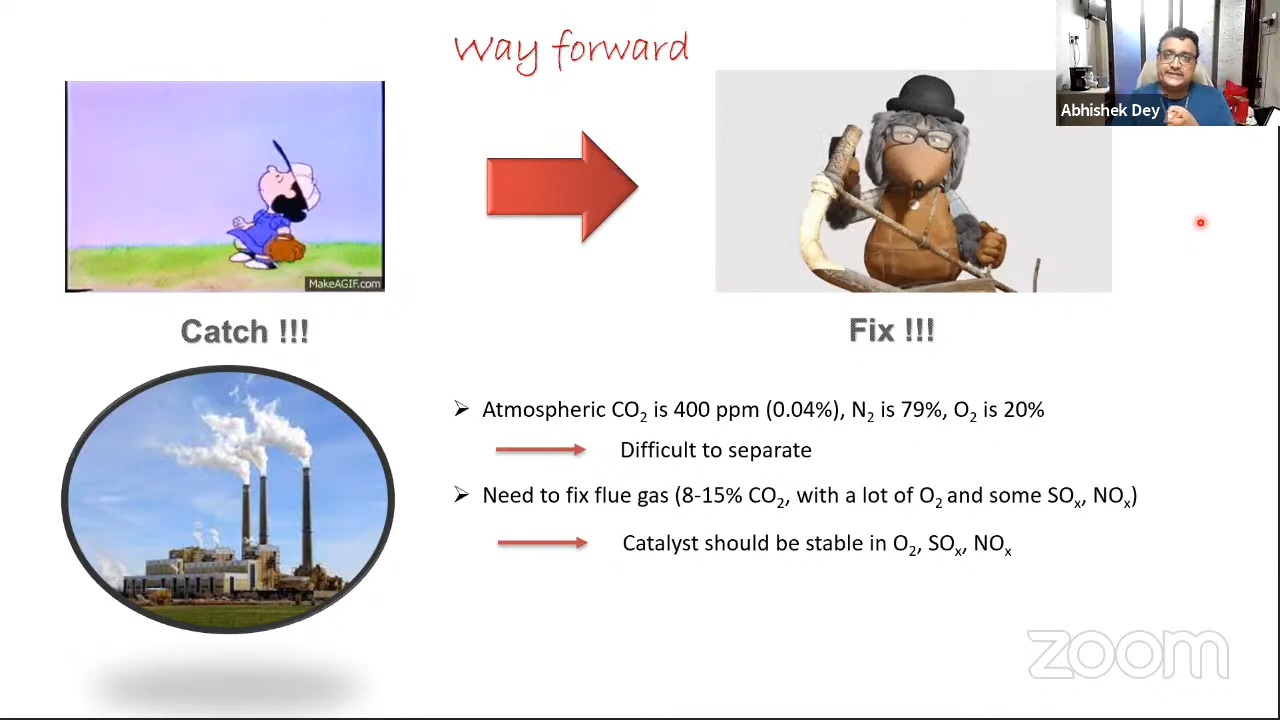 Way forward
Abhishek Dey
MakeAGIF.com
Catch !!!
Fix !!!
➢ Atmospheric CO₂ is 400 ppm (0.04%), N₂ is 79%, O₂ is 20%
Difficult to separate
➢ Need to fix flue gas (8-15% CO₂, with a lot of O₂ and some SOₓ, NOₓ)
Catalyst should be stable in O₂, SOₓ, NOₓ
zoom